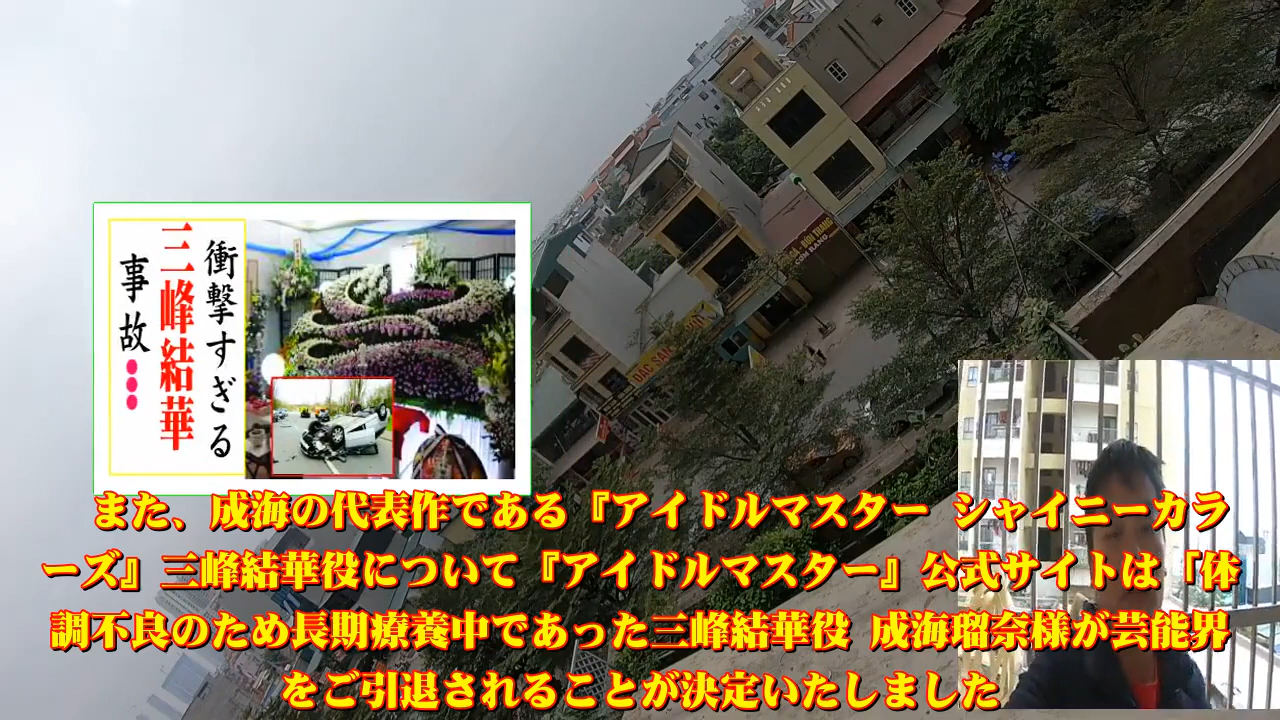 衝撃すぎる
三峰結華
事故●●●
ĐẶC SẢN
また、成海の代表作である『アイドルマスター シャイニーカラ
ーズ』三峰結華役について『アイドルマスター』公式サイトは「体
調不良のため長期療養中であった三峰結華役 成海瑠奈様が芸能界
をご引退されることが決定いたしました